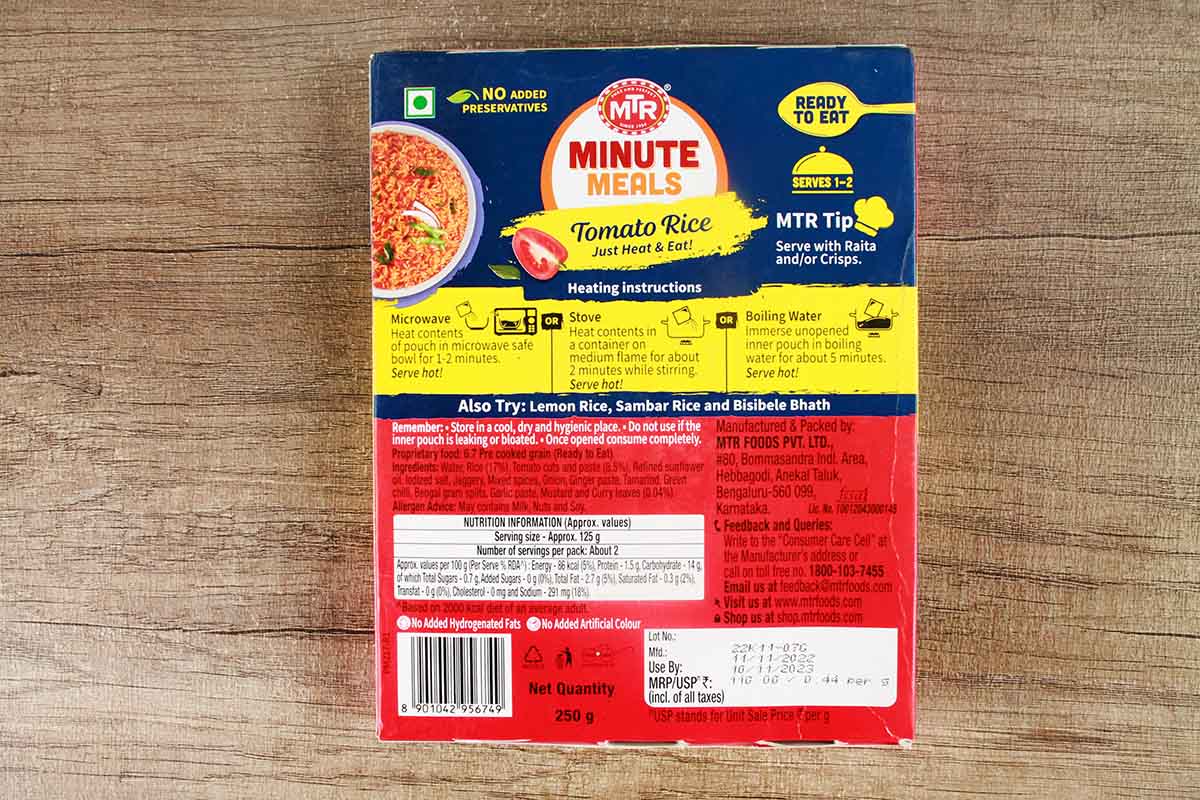 NO ADDED
PRESERVATIVES
MTR
SINCE 1924
MINUTE
MEALS
Tomato Rice
Just Heat & Eat!
READY
TO EAT
SERVES 1-2
MTR Tip
Serve with Raita
and/or Crisps.
Heating instructions
Microwave
Heat contents
of pouch in microwave safe
bowl for 1-2 minutes.
Serve hot!
OR
Stove
Heat contents in
a container on
medium flame for about
2 minutes while stirring.
Serve hot!
OR
Boiling Water
Immerse unopened
inner pouch in boiling
water for about 5 minutes.
Serve hot!
Also Try: Lemon Rice, Sambar Rice and Bisibele Bhath
Remember: • Store in a cool, dry and hygienic place. • Do not use if the
inner pouch is leaking or bloated. • Once opened consume completely.
Proprietary food: 6.7 Pre cooked grain (Ready to Eat)
Ingredients: Water, Rice (17%), Tomato cuts and paste (8.5%), Refined sunflower
oil, Iodized salt, Jaggery, Mixed spices, Onion, Ginger paste, Tamarind, Green
chilli, Bengal gram splits, Garlic paste, Mustard and Curry leaves (0.04%)
Allergen Advice: May contains Milk, Nuts and Soy.
NUTRITION INFORMATION (Approx. values)
Serving size - Approx. 125 g
Number of servings per pack: About 2
Approx. values per 100 g (Per Serve % RDA^) : Energy - 86 kcal (5%), Protein - 1.5 g, Carbohydrate - 14 g,
of which Total Sugars - 0.7 g, Added Sugars - 0 g (0%), Total Fat - 2.7 g (5%), Saturated Fat - 0.3 g (2%),
Transfat - 0 g (0%), Cholesterol - 0 mg and Sodium - 291 mg (18%)
^Based on 2000 kcal diet of an average adult.
No Added Hydrogenated Fats No Added Artificial Colour
Manufactured & Packed by:
MTR FOODS PVT. LTD.,
#80, Bommasandra Indl. Area,
Hebbagodi, Anekal Taluk,
Bengaluru-560 099,
Karnataka.
fssai
Lic. No. 10012043000149
Feedback and Queries:
Write to the "Consumer Care Cell" at
the Manufacturer's address or
call on toll free no. 1800-103-7455
Email us at feedback@mtrfoods.com
Visit us at www.mtrfoods.com
Shop us at shop.mtrfoods.com
8 901042 956749
Net Quantity
250 g
Lot No.: 22K11-07G
Mfd.: 11/11/2022
Use By: 10/11/2023
MRP/USP* ₹: 110.00 / 0.44 per g
(incl. of all taxes)
*USP stands for Unit Sale Price ₹ per g